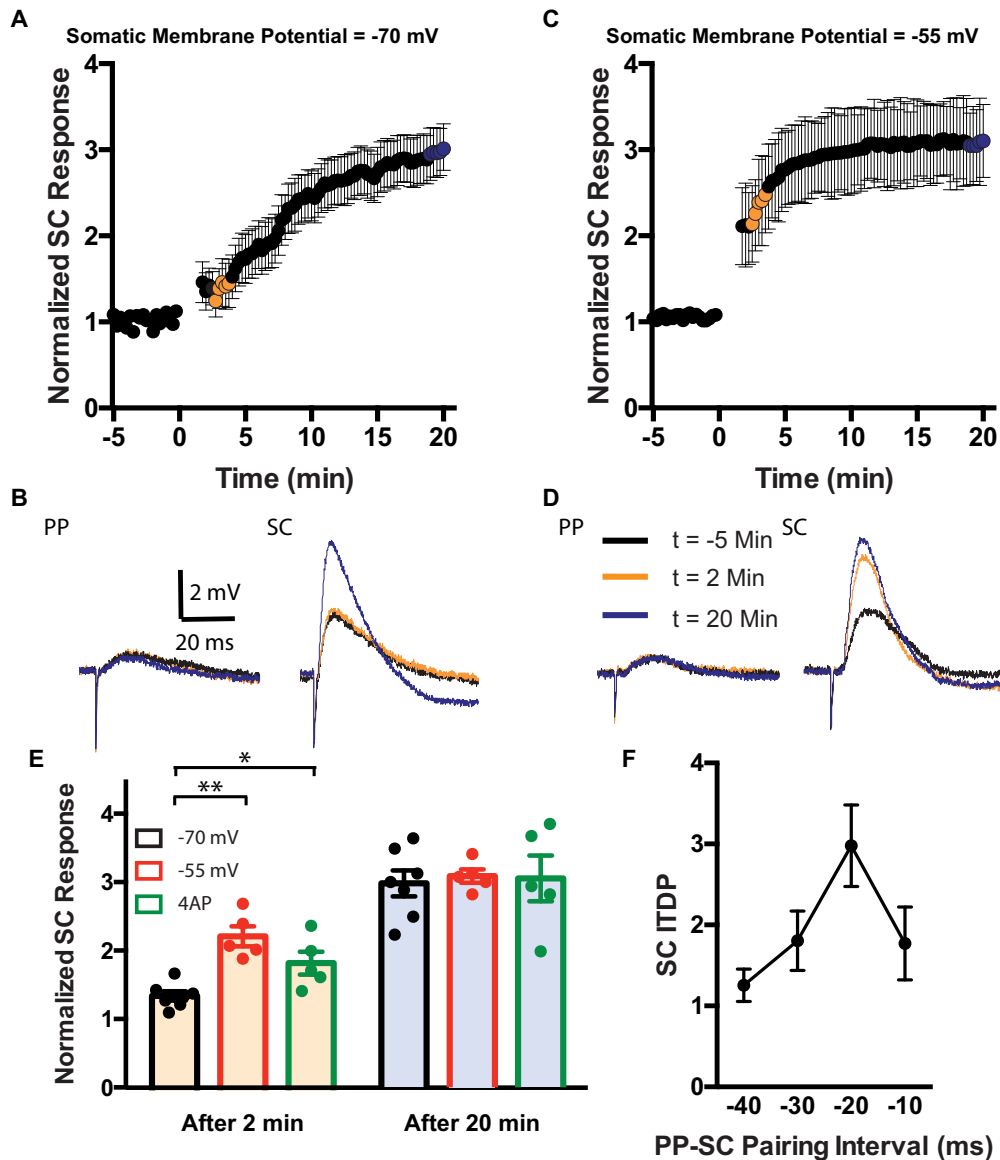 A
Somatic Membrane Potential = -70 mV
Normalized SC Response
4
3
2
1
0
-5
0
5
10
15
20
Time (min)
C
Somatic Membrane Potential = -55 mV
Normalized SC Response
4
3
2
1
0
-5
0
5
10
15
20
Time (min)
B
PP
SC
2 mV
20 ms
D
PP
SC
t = -5 Min
t = 2 Min
t = 20 Min
E
Normalized SC Response
4
3
2
1
0
*
**
-70 mV
-55 mV
4AP
After 2 min
After 20 min
F
SC ITDP
4
3
2
1
0
-40
-30
-20
-10
PP-SC Pairing Interval (ms)